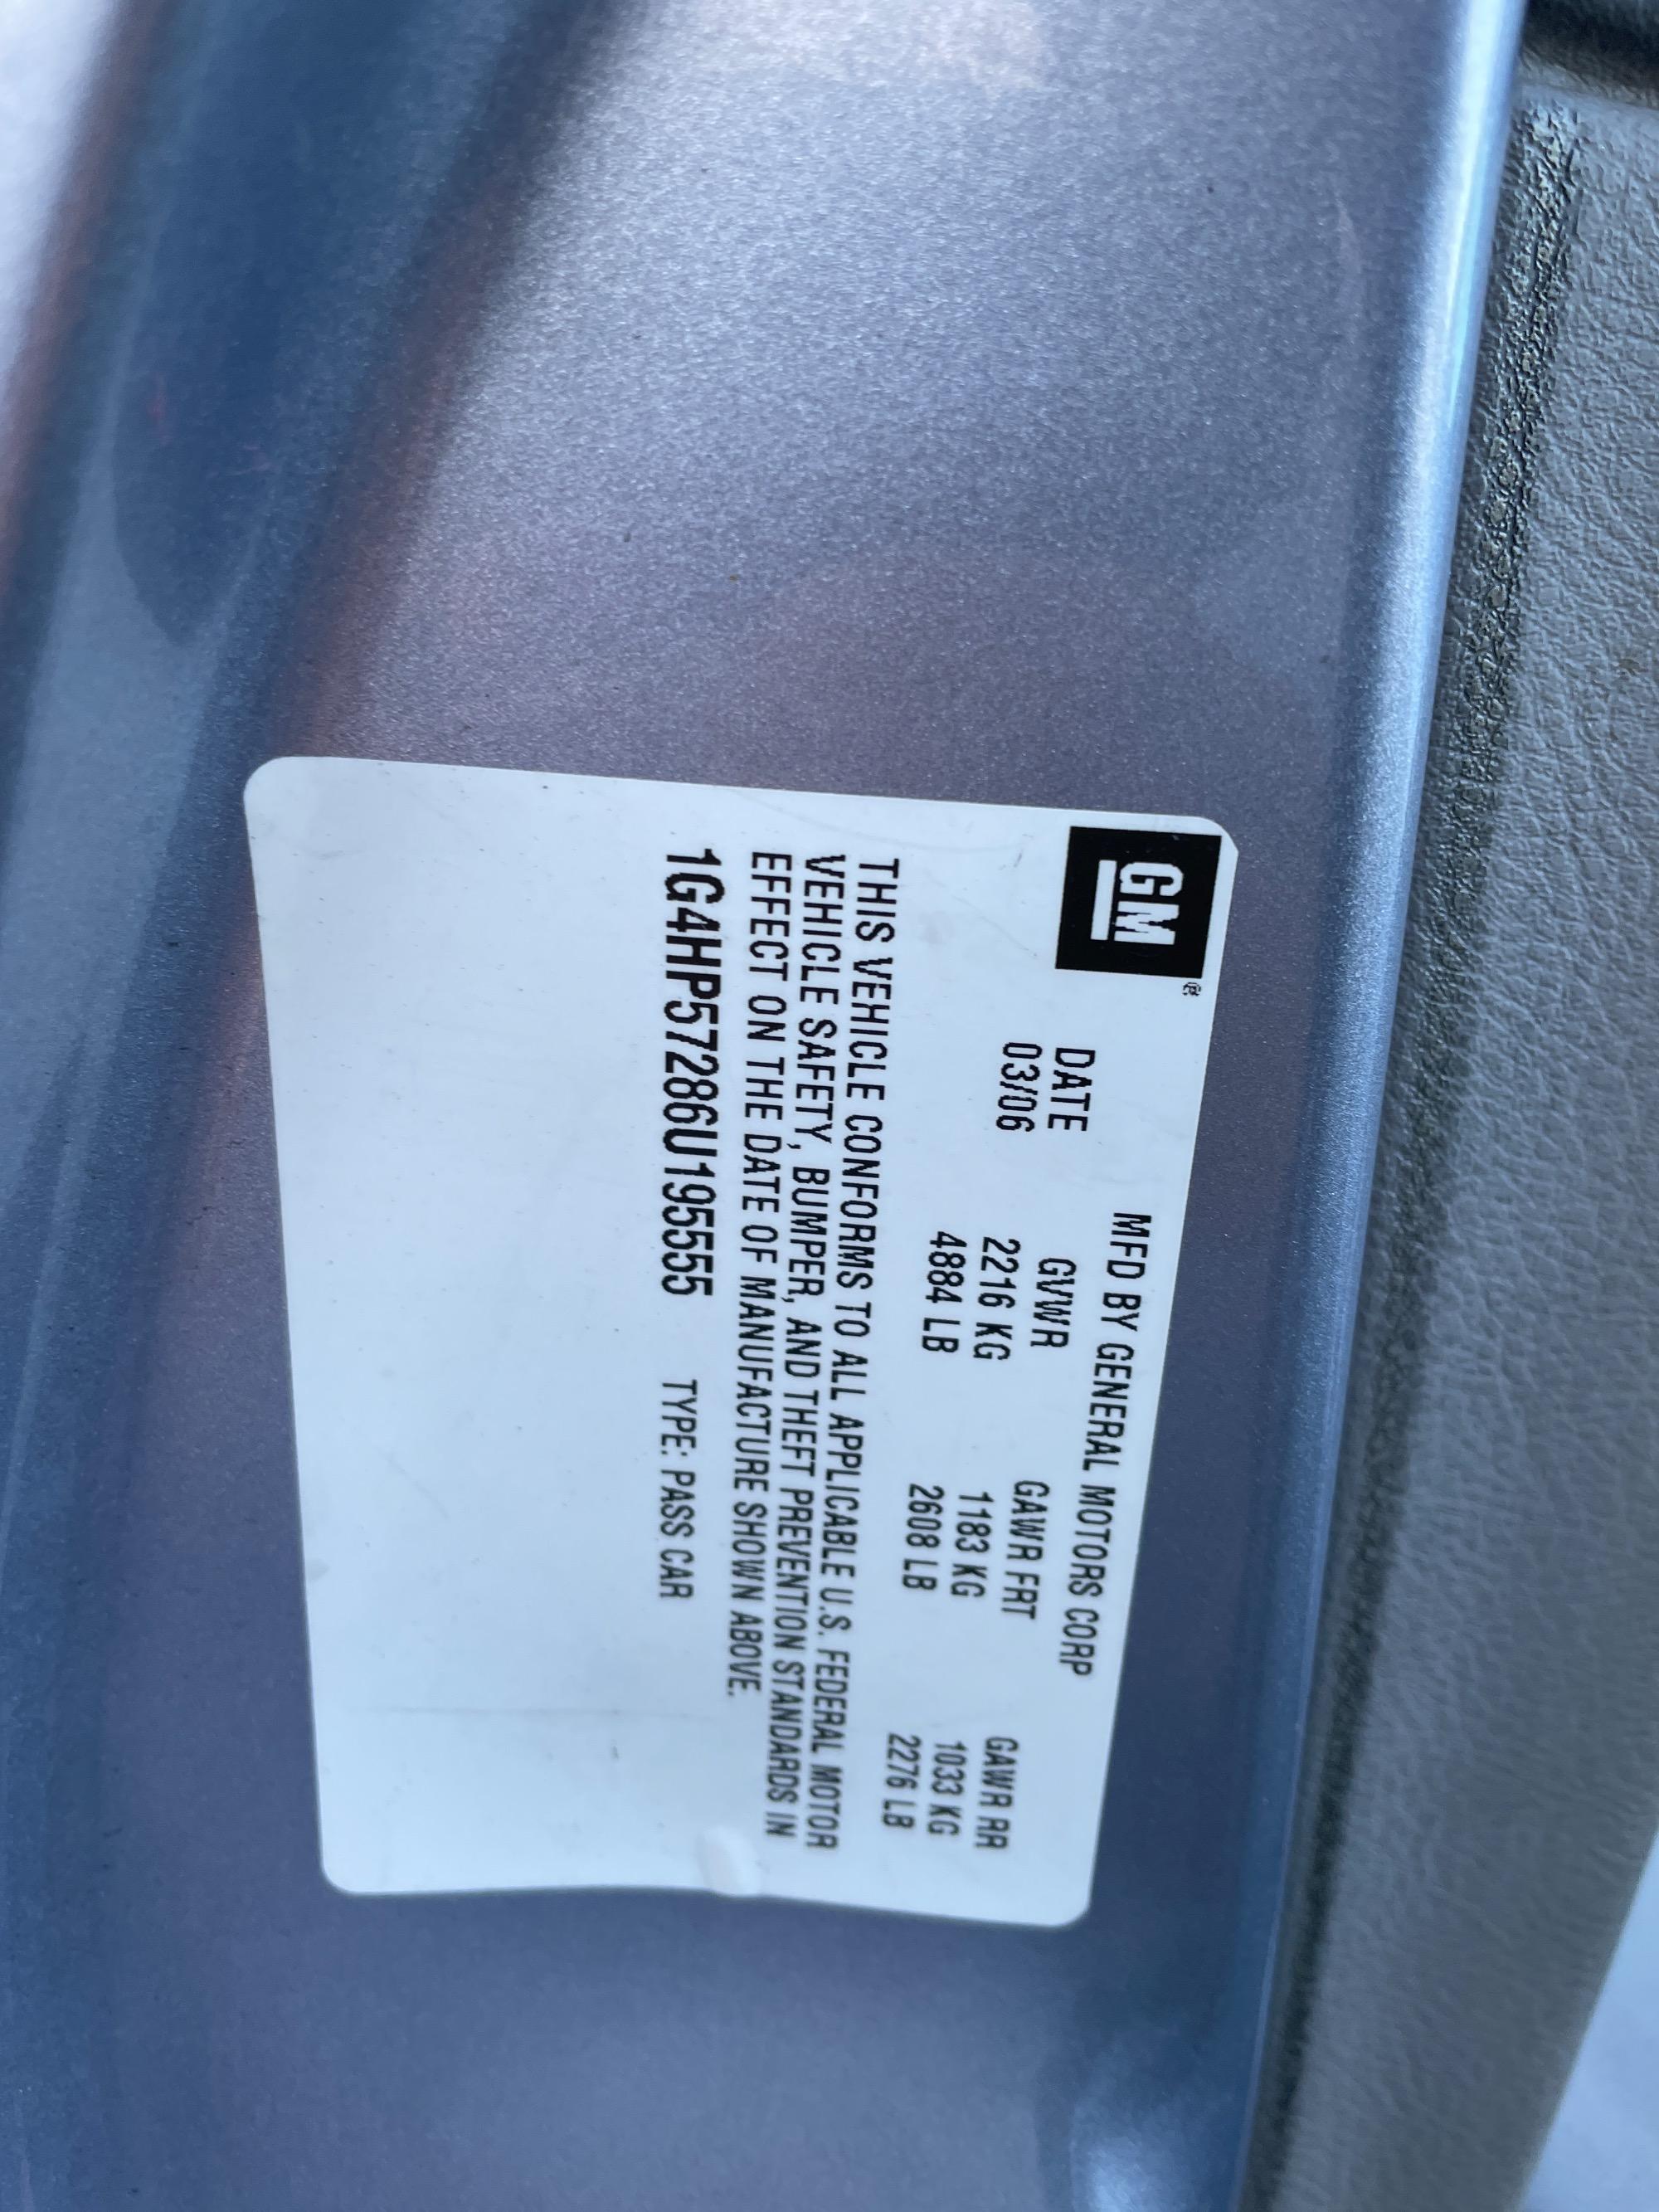 GM®
MFD BY GENERAL MOTORS CORP
DATE GVWR GAWR FRT GAWR RR
03/06 2216 KG 1183 KG 1033 KG
4884 LB 2608 LB 2276 LB
THIS VEHICLE CONFORMS TO ALL APPLICABLE U.S. FEDERAL MOTOR
VEHICLE SAFETY, BUMPER, AND THEFT PREVENTION STANDARDS IN
EFFECT ON THE DATE OF MANUFACTURE SHOWN ABOVE.
1G4HP57286U195555 TYPE: PASS CAR